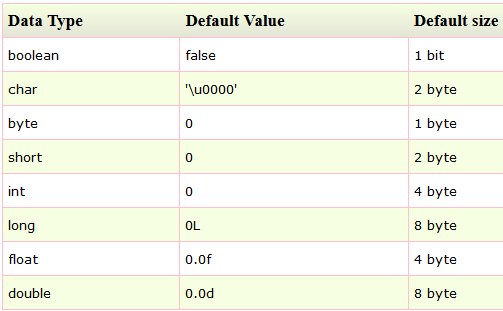 Data Type Default Value Default size
boolean false 1 bit
char '\u0000' 2 byte
byte 0 1 byte
short 0 2 byte
int 0 4 byte
long 0L 8 byte
float 0.0f 4 byte
double 0.0d 8 byte